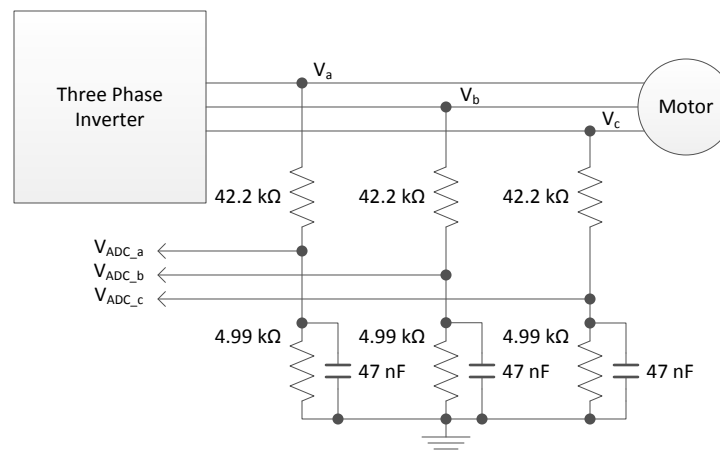 Three Phase
Inverter
Va
Vb
Vc
Motor
42.2 kΩ
42.2 kΩ
42.2 kΩ
VADC_a
VADC_b
VADC_c
4.99 kΩ
4.99 kΩ
4.99 kΩ
47 nF
47 nF
47 nF